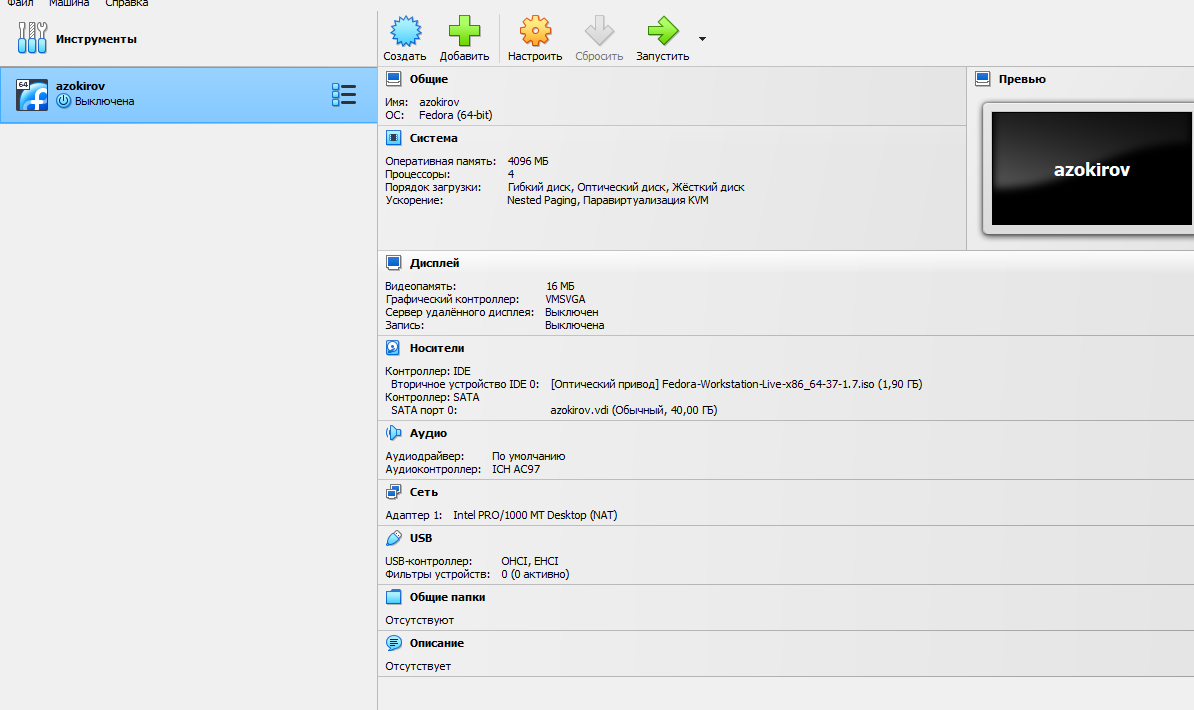 Файл Машина Справка
Инструменты
64
azokirov
Выключена
Создать Добавить Настроить Сбросить Запустить
Общие
Имя: azokirov
ОС: Fedora (64-bit)
Превью
azokirov
Система
Оперативная память: 4096 МБ
Процессоры: 4
Порядок загрузки: Гибкий диск, Оптический диск, Жёсткий диск
Ускорение: Nested Paging, Паравиртуализация KVM
Дисплей
Видеопамять: 16 МБ
Графический контроллер: VMSVGA
Сервер удалённого дисплея: Выключен
Запись: Выключена
Носители
Контроллер: IDE
Вторичное устройство IDE 0: [Оптический привод] Fedora-Workstation-Live-x86_64-37-1.7.iso (1,90 ГБ)
Контроллер: SATA
SATA порт 0: azokirov.vdi (Обычный, 40,00 ГБ)
Аудио
Аудиодрайвер: По умолчанию
Аудиоконтроллер: ICH AC97
Сеть
Адаптер 1: Intel PRO/1000 MT Desktop (NAT)
USB
USB-контроллер: OHCI, EHCI
Фильтры устройств: 0 (0 активно)
Общие папки
Отсутствуют
Описание
Отсутствует